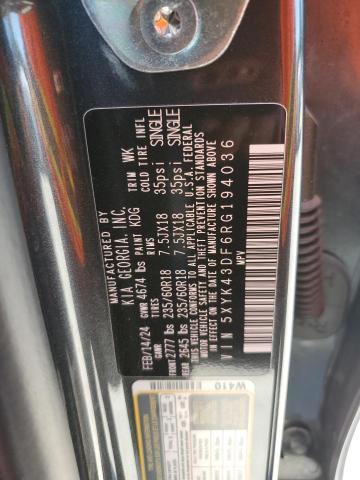 MANUFACTURED BY
KIA GEORGIA, INC.
FEB/14/24 GVWR 4674 lbs PAINT. KDG TRIM WK
GAWR TIRES RIMS COLD TIRE INFL
FRONT 2777 lbs 235/60R18 7.5JX18 35psi SINGLE
REAR 2645 lbs 235/60R18 7.5JX18 35psi SINGLE
THIS VEHICLE CONFORMS TO ALL APPLICABLE U.S.A. FEDERAL
MOTOR VEHICLE SAFETY AND THEFT PREVENTION STANDARDS
IN EFFECT ON THE DATE OF MANUFACTURE SHOWN ABOVE
VIN 5XYK43DF6RG194036
MPV
W410